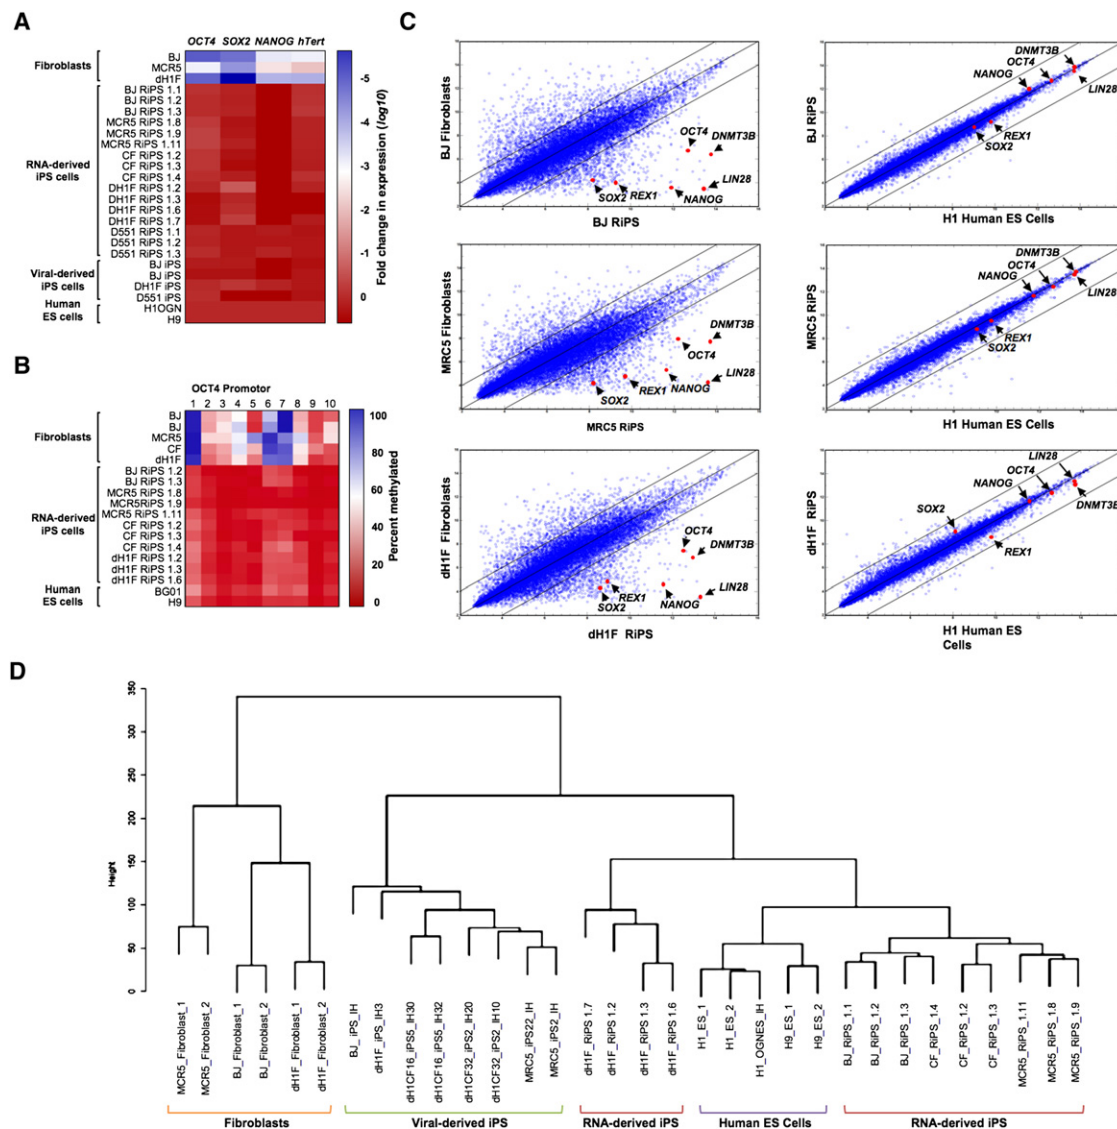 A
OCT4 SOX2 NANOG hTert
Fibroblasts
BJ
MCR5
dH1F
RNA-derived
iPS cells
BJ RiPS 1.1
BJ RiPS 1.2
BJ RiPS 1.3
MCR5 RiPS 1.8
MCR5 RiPS 1.9
MCR5 RiPS 1.11
CF RiPS 1.2
CF RiPS 1.3
CF RiPS 1.4
DH1F RiPS 1.2
DH1F RiPS 1.3
DH1F RiPS 1.6
DH1F RiPS 1.7
D551 RiPS 1.1
D551 RiPS 1.2
D551 RiPS 1.3
Viral-derived
iPS cells
BJ iPS
BJ iPS
DH1F iPS
D551 iPS
Human
ES cells
H1OGN
H9
-5
-4
-3
-2
-1
0
Fold change in expression (log10)
B
OCT4 Promotor
1 2 3 4 5 6 7 8 9 10
Fibroblasts
BJ
BJ
MCR5
CF
dH1F
RNA-derived
iPS cells
BJ RiPS 1.2
BJ RiPS 1.3
MCR5 RiPS 1.8
MCR5RiPS 1.9
MCR5 RiPS 1.11
CF RiPS 1.2
CF RiPS 1.3
CF RiPS 1.4
dH1F RiPS 1.2
dH1F RiPS 1.3
dH1F RiPS 1.6
Human
ES cells
BG01
H9
100
80
60
40
20
0
Percent methylated
C
BJ Fibroblasts
OCT4
DNMT3B
LIN28
SOX2
REX1
NANOG
BJ RiPS
BJ RiPS
DNMT3B
OCT4
NANOG
LIN28
REX1
SOX2
H1 Human ES Cells
MRC5 Fibroblasts
DNMT3B
OCT4
LIN28
NANOG
REX1
SOX2
MRC5 RiPS
MRC5 RiPS
DNMT3B
OCT4
NANOG
LIN28
REX1
SOX2
H1 Human ES Cells
dH1F Fibroblasts
OCT4
DNMT3B
LIN28
NANOG
REX1
SOX2
dH1F RiPS
dH1F RiPS
LIN28
OCT4
NANOG
SOX2
DNMT3B
REX1
H1 Human ES
Cells
D
Height
350
300
250
200
150
100
50
0
MCR5_Fibroblast_1
MCR5_Fibroblast_2
BJ_Fibroblast_1
BJ_Fibroblast_2
dH1f_Fibroblast_1
dH1f_Fibroblast_2
BJ_iPS_IH
dH1F_iPS_IH3
dH1CF16_iPS5_IH30
dH1CF16_iPS5_IH32
dH1CF32_iPS2_IH20
dH1CF32_iPS2_IH10
MRC5_iPS22_IH
MRC5_iPS2_IH
dH1F_RiPS 1.7
dH1F_RiPS_1.2
dH1F_RiPS_1.3
dH1F_RiPS_1.6
H1_ES_1
H1_ES_2
H1_OGNES_IH
H9_ES_1
H9_ES_2
BJ_RiPS_1.1
BJ_RiPS_1.2
BJ_RiPS_1.3
CF_RiPS_1.4
CF_RiPS_1.2
CF_RiPS_1.3
MCR5_RiPS_1.11
MCR5_RiPS_1.8
MCR5_RiPS_1.9
Fibroblasts
Viral-derived iPS
RNA-derived iPS
Human ES Cells
RNA-derived iPS